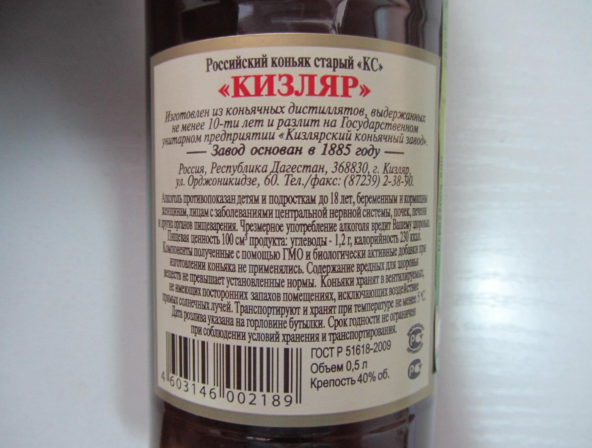 Российский коньяк старый «КС»
«КИЗЛЯР»
Изготовлен из коньячных дистиллятов, выдержанных
не менее 10-ти лет и разлит на Государственном
унитарном предприятии «Кизлярский коньячный завод».
Завод основан в 1885 году
Россия, Республика Дагестан, 368830, г. Кизляр,
ул. Орджоникидзе, 60. Тел./факс: (87239) 2-38-90.
Алкоголь противопоказан детям и подросткам до 18 лет, беременным и кормящим
женщинам, лицам с заболеваниями центральной нервной системы, почек, печени
и других органов пищеварения. Чрезмерное употребление алкоголя вредит Вашему здоровью.
Пищевая ценность 100 см³ продукта: углеводы - 1,2 г, калорийность 230 ккал.
Компоненты полученные с помощью ГМО и биологически активные добавки при
изготовлении коньяка не применялись. Содержание вредных для здоровья
веществ не превышает установленные нормы. Коньяки хранят в вентилируемых,
не имеющих посторонних запахов помещениях, исключающих воздействие
прямых солнечных лучей. Транспортируют и хранят при температуре не менее 5°С.
Дата розлива указана на горловине бутылки. Срок годности не ограничен
при соблюдении условий хранения и транспортирования.
ГОСТ Р 51618-2009
Объем 0,5 л
Крепость 40% об.
4 603146 002189